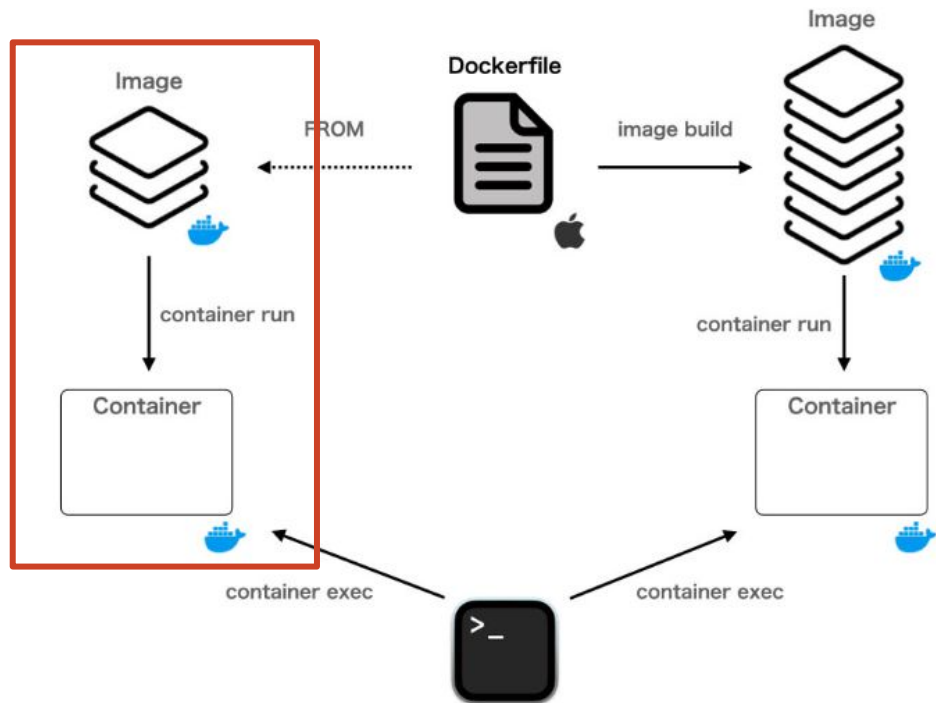 Image
Dockerfile
Image
FROM
image build
container run
container run
Container
Container
container exec
container exec
>_